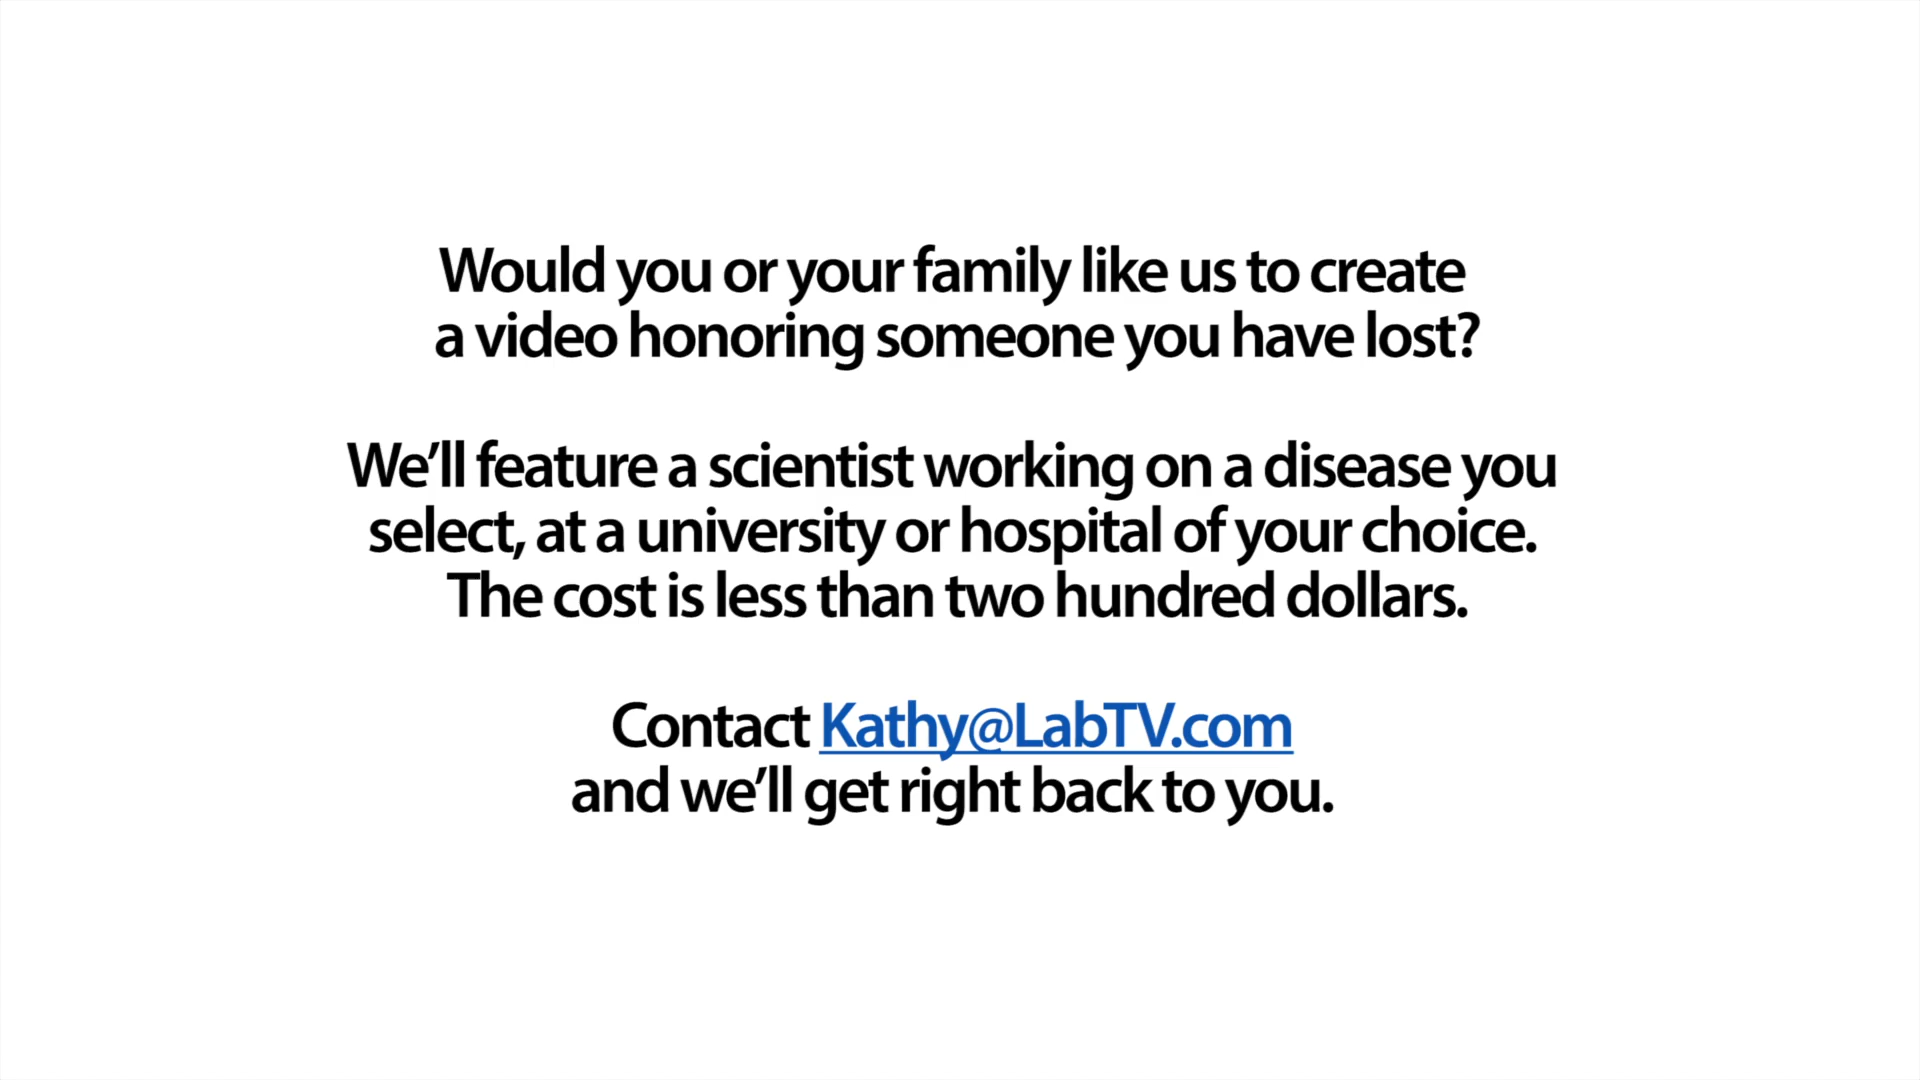 Would you or your family like us to create
a video honoring someone you have lost?
We’ll feature a scientist working on a disease you
select, at a university or hospital of your choice.
The cost is less than two hundred dollars.
Contact Kathy@LabTV.com
and we’ll get right back to you.